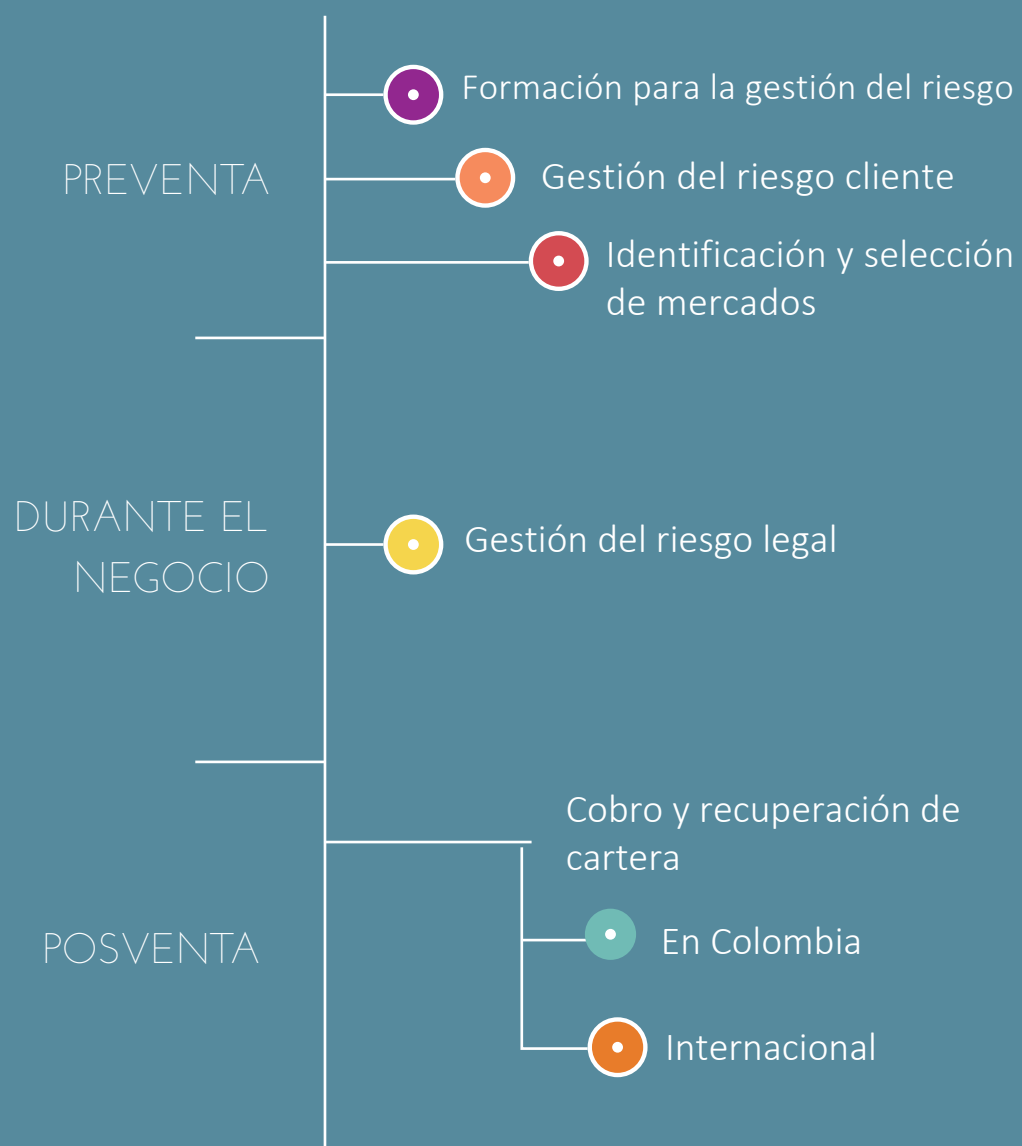 PREVENTA
Formación para la gestión del riesgo
Gestión del riesgo cliente
Identificación y selección
de mercados
DURANTE EL
NEGOCIO
Gestión del riesgo legal
POSVENTA
Cobro y recuperación de
cartera
En Colombia
Internacional